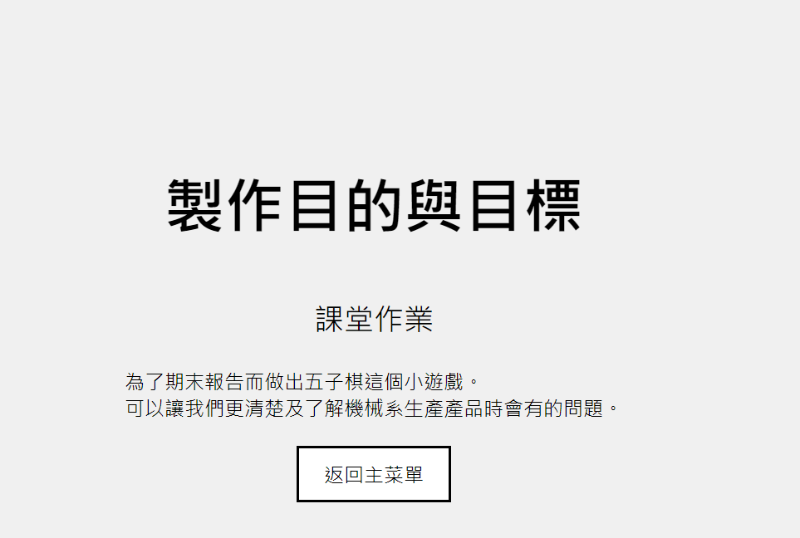 製作目的與目標
課堂作業
為了期末報告而做出五子棋這個小遊戲。
可以讓我們更清楚及了解機械系生產產品時會有的問題。
返回主菜單